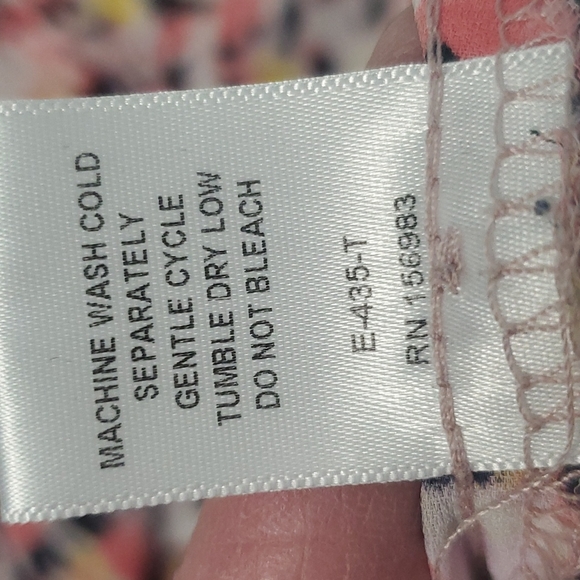 MACHINE WASH COLD
SEPARATELY
GENTLE CYCLE
TUMBLE DRY LOW
DO NOT BLEACH
E-435-T
RN 156983